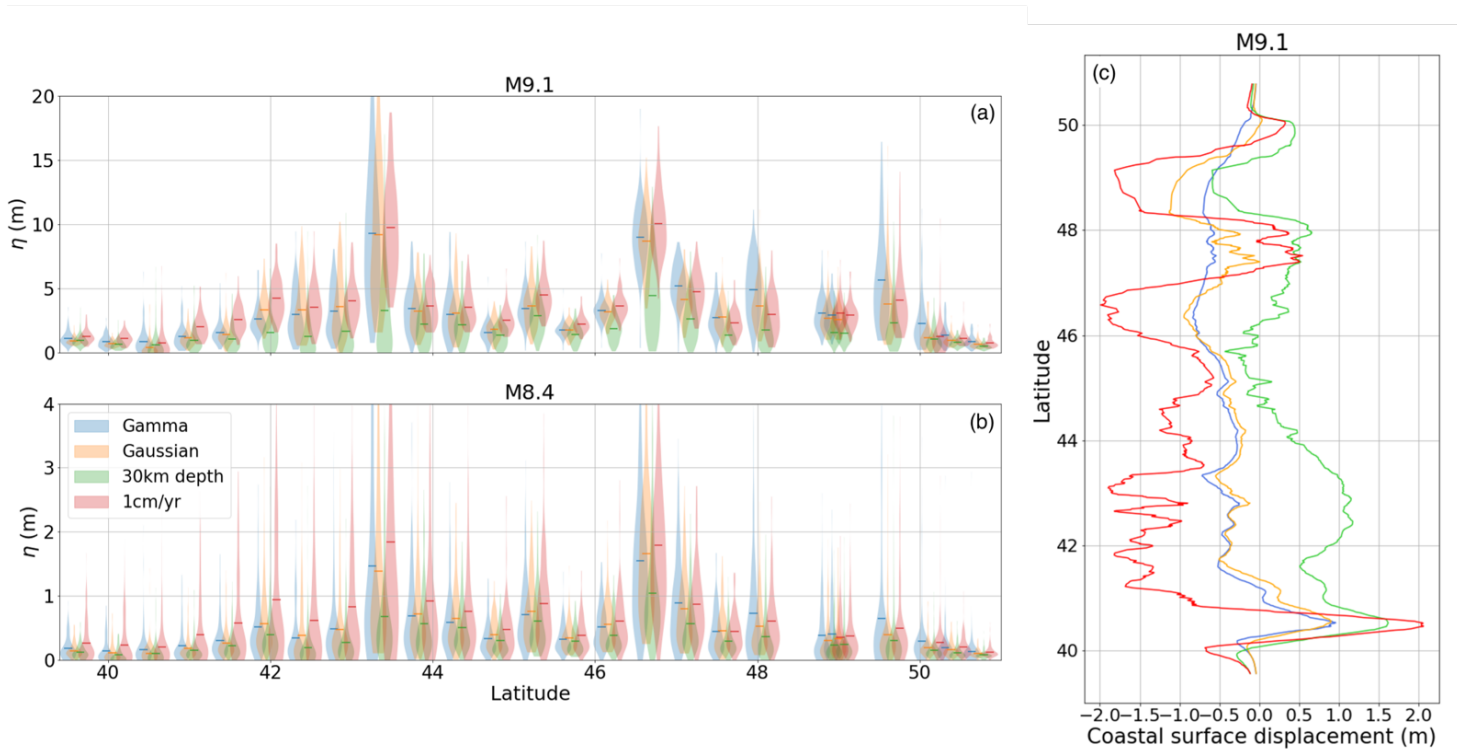 M9.1
(a)
20
15
10
5
0
η (m)
M8.4
(b)
4
3
2
1
0
η (m)
Gamma
Gaussian
30km depth
1cm/yr
40 42 44 46 48 50
Latitude
M9.1
(c)
50
48
46
44
42
40
Latitude
−2.0−1.5−1.0−0.5 0.0 0.5 1.0 1.5 2.0
Coastal surface displacement (m)